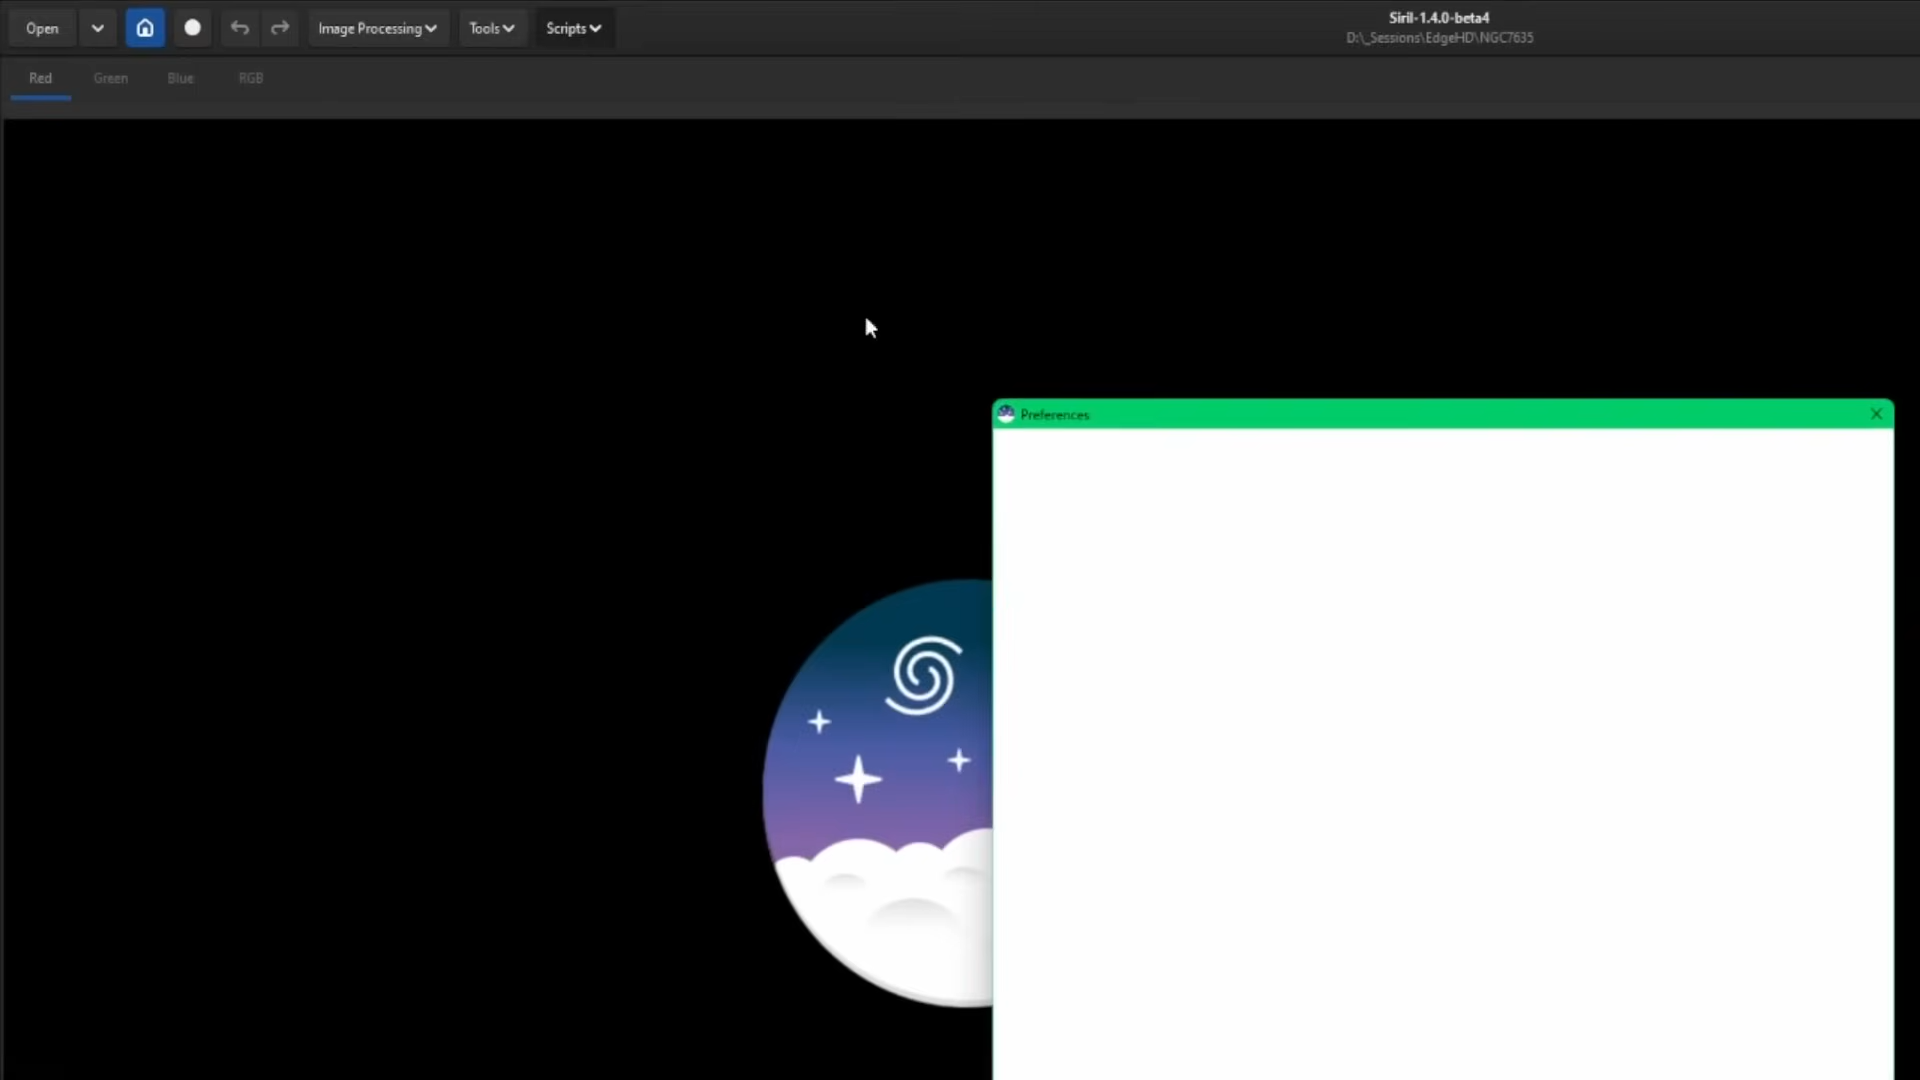 Open
Image Processing
Tools
Scripts
Siril-1.4.0-beta4
D:\_Sessions\EdgeHD\NGC7635
Red
Green
Blue
RGB
Preferences